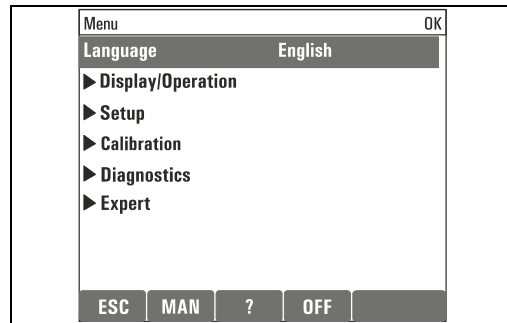 Menu OK
Language English
▶ Display/Operation
▶ Setup
▶ Calibration
▶ Diagnostics
▶ Expert
ESC MAN ? OFF